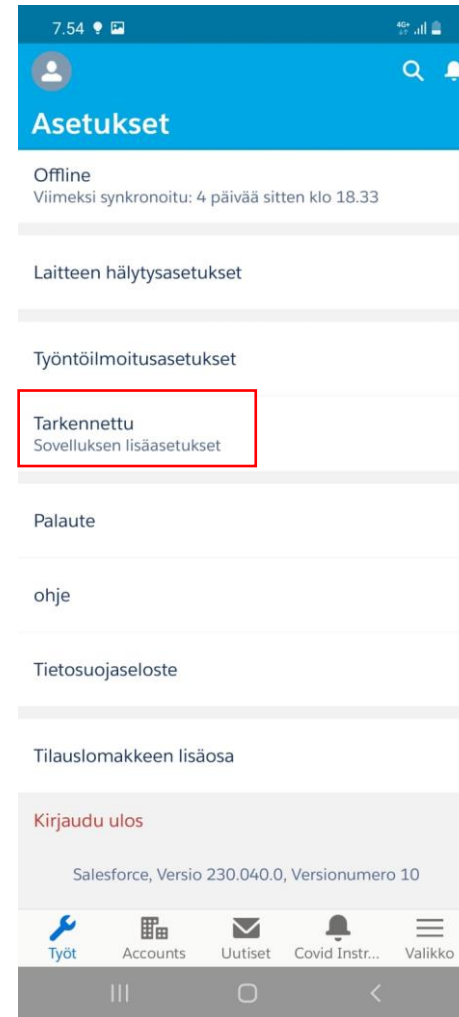 7.54
4G+
Asetukset
Offline
Viimeksi synkronoitu: 4 päivää sitten klo 18.33
Laitteen hälytysasetukset
Työntöilmoitusasetukset
Tarkennettu
Sovelluksen lisäasetukset
Palaute
ohje
Tietosuojaseloste
Tilauslomakkeen lisäosa
Kirjaudu ulos
Salesforce, Versio 230.040.0, Versionumero 10
Työt Accounts Uutiset Covid Instr... Valikko